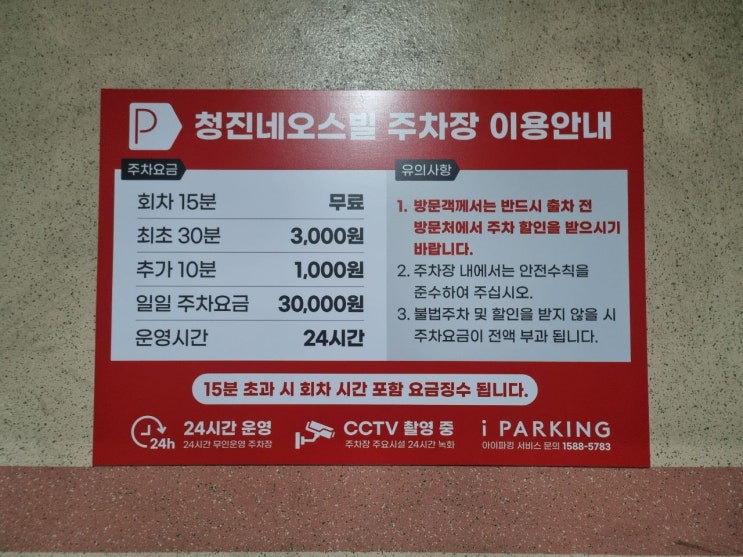 P 청진네오스빌 주차장 이용안내
주차요금
회차 15분 무료
최초 30분 3,000원
추가 10분 1,000원
일일 주차요금 30,000원
운영시간 24시간
유의사항
1. 방문객께서는 반드시 출차 전
방문처에서 주차 할인을 받으시기
바랍니다.
2. 주차장 내에서는 안전수칙을
준수하여 주십시오.
3. 불법주차 및 할인을 받지 않을 시
주차요금이 전액 부과 됩니다.
15분 초과 시 회차 시간 포함 요금징수 됩니다.
24h
24시간 운영
24시간 무인운영 주차장
CCTV 촬영 중
주차장 주요시설 24시간 녹화
i PARKING
아이파킹 서비스 문의 1588-5783